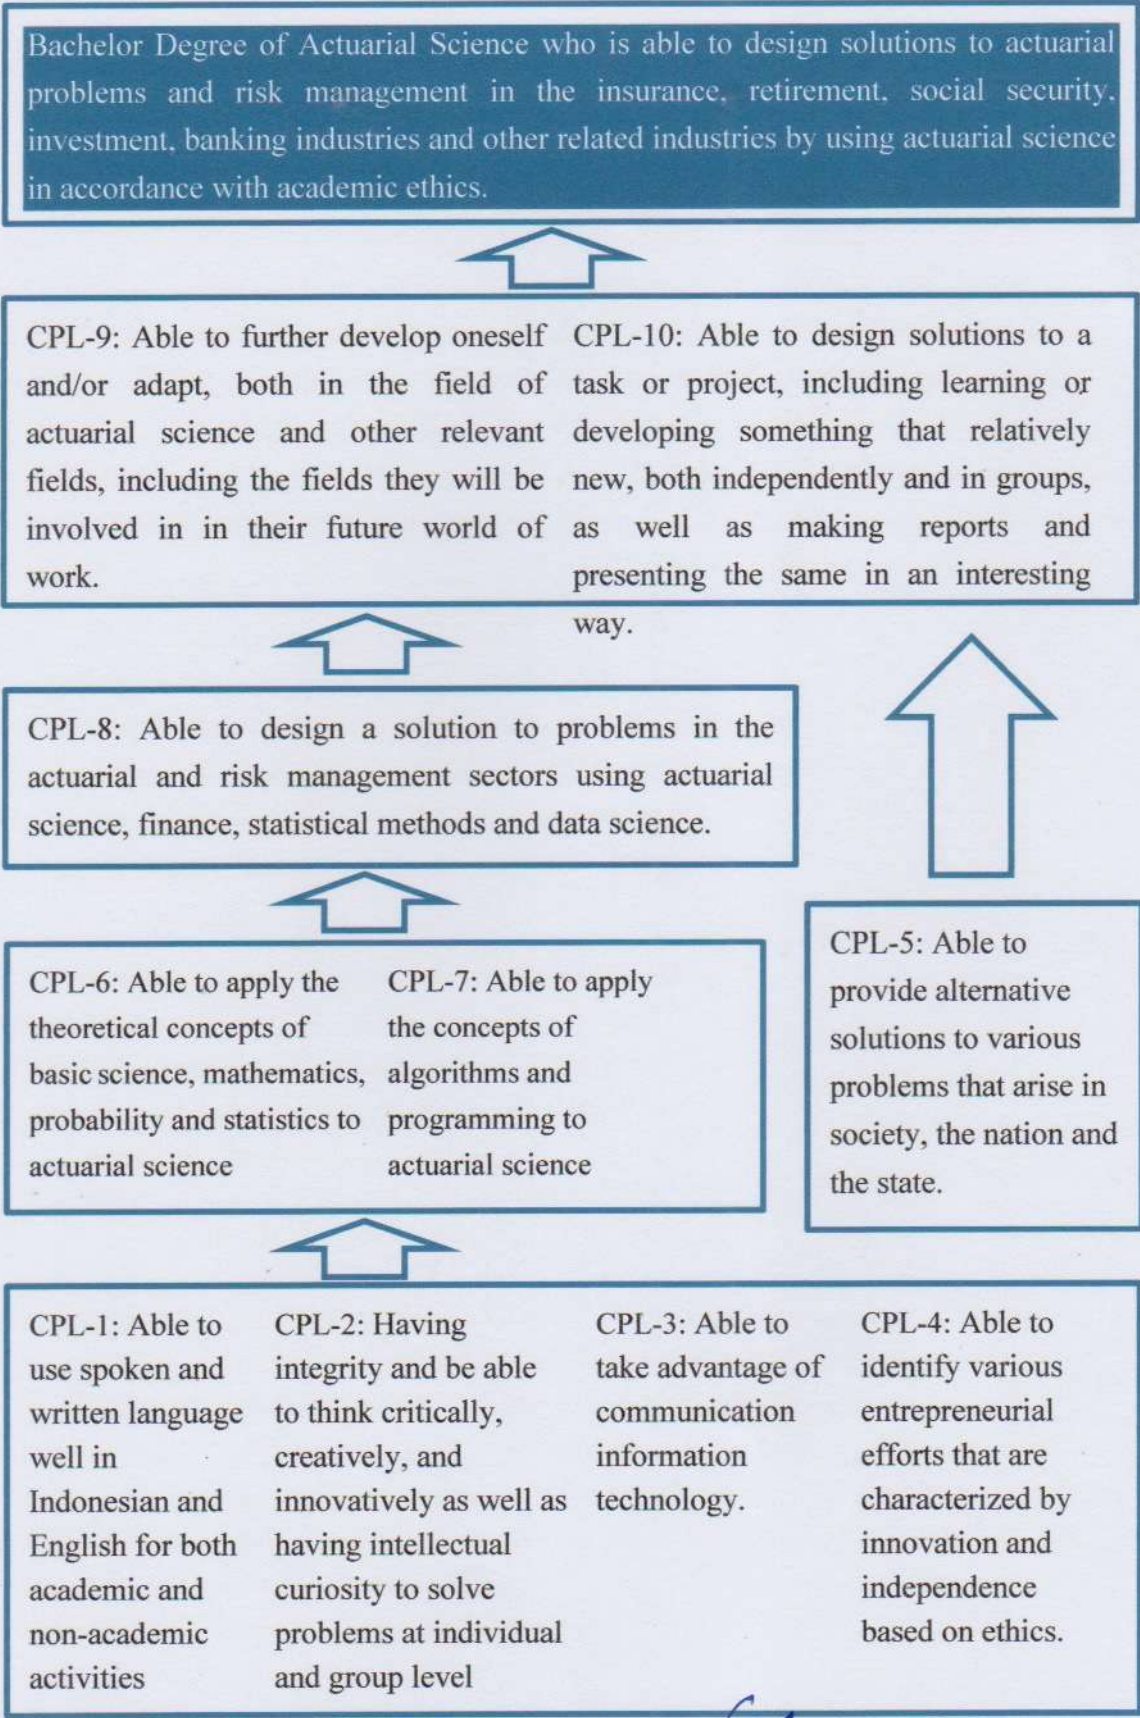 Bachelor Degree of Actuarial Science who is able to design solutions to actuarial
problems and risk management in the insurance, retirement, social security,
investment, banking industries and other related industries by using actuarial science
in accordance with academic ethics.
CPL-9: Able to further develop oneself
and/or adapt, both in the field of
actuarial science and other relevant
fields, including the fields they will be
involved in in their future world of
work.
CPL-10: Able to design solutions to a
task or project, including learning or
developing something that relatively
new, both independently and in groups,
as well as making reports and
presenting the same in an interesting
way.
CPL-8: Able to design a solution to problems in the
actuarial and risk management sectors using actuarial
science, finance, statistical methods and data science.
CPL-6: Able to apply the
theoretical concepts of
basic science, mathematics,
probability and statistics to
actuarial science
CPL-7: Able to apply
the concepts of
algorithms and
programming to
actuarial science
CPL-5: Able to
provide alternative
solutions to various
problems that arise in
society, the nation and
the state.
CPL-1: Able to
use spoken and
written language
well in
Indonesian and
English for both
academic and
non-academic
activities
CPL-2: Having
integrity and be able
to think critically,
creatively, and
innovatively as well as
having intellectual
curiosity to solve
problems at individual
and group level
CPL-3: Able to
take advantage of
communication
information
technology.
CPL-4: Able to
identify various
entrepreneurial
efforts that are
characterized by
innovation and
independence
based on ethics.